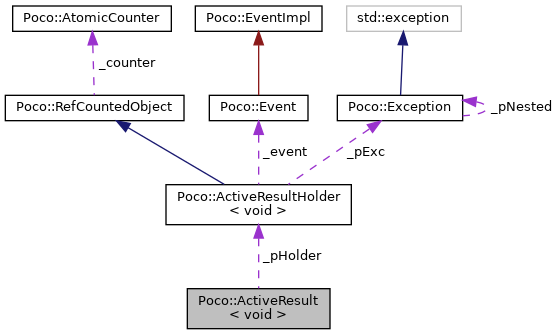 Poco::AtomicCounter
Poco::EventImpl
std::exception
_counter
Poco::RefCountedObject
Poco::Event
Poco::Exception
_pNested
_event
_pExc
Poco::ActiveResultHolder
< void >
_pHolder
Poco::ActiveResult
< void >